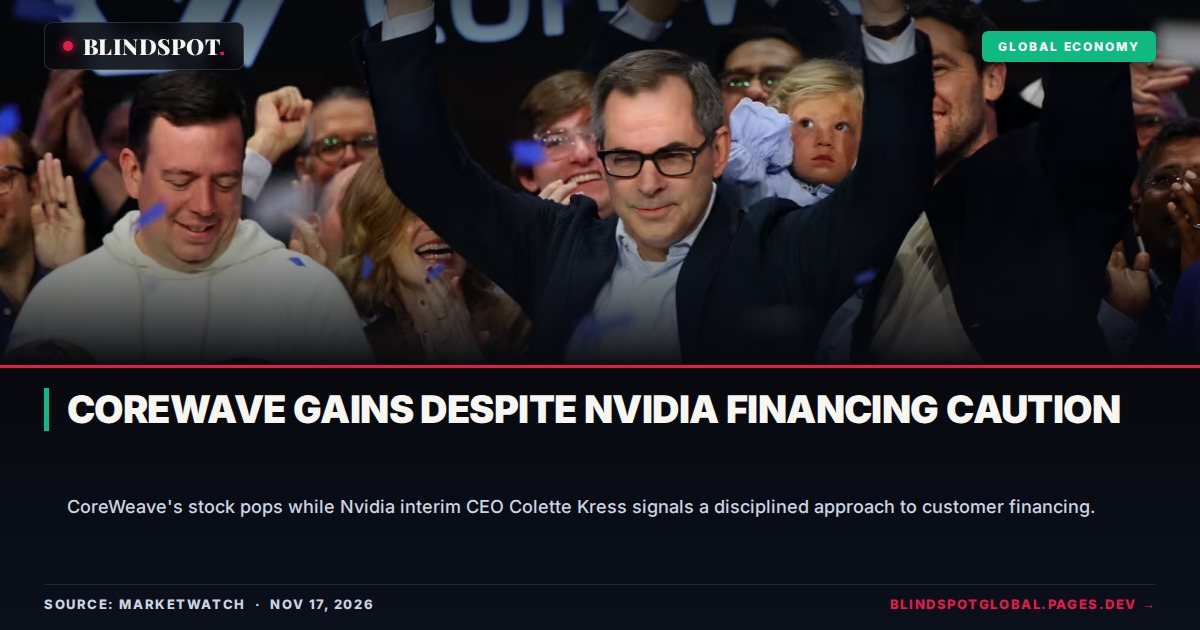 BLINDSPOT.
GLOBAL ECONOMY
COREWAVE GAINS DESPITE NVIDIA FINANCING CAUTION
CoreWeave's stock pops while Nvidia interim CEO Colette Kress signals a disciplined approach to customer financing.
SOURCE: MARKETWATCH · NOV 17, 2026
BLINDSPOTGLOBAL.PAGES.DEV →